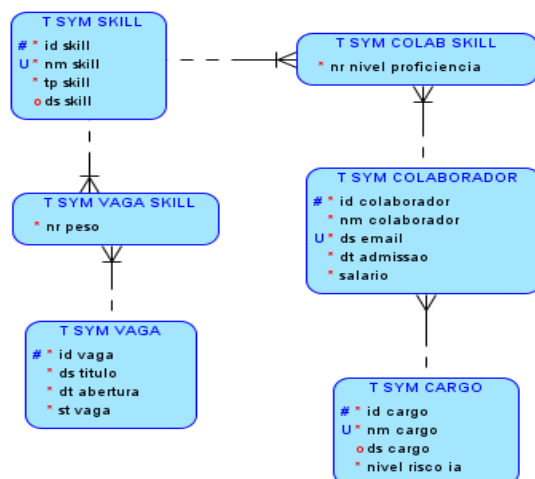 T SYM SKILL
# * id skill
U * nm skill
* tp skill
o ds skill
T SYM COLAB SKILL
* nr nivel proficiencia
T SYM VAGA SKILL
* nr peso
T SYM COLABORADOR
# * id colaborador
* nm colaborador
U * ds email
* dt admissao
* salario
T SYM VAGA
# * id vaga
* ds titulo
* dt abertura
* st vaga
T SYM CARGO
# * id cargo
U * nm cargo
o ds cargo
* nivel risco ia